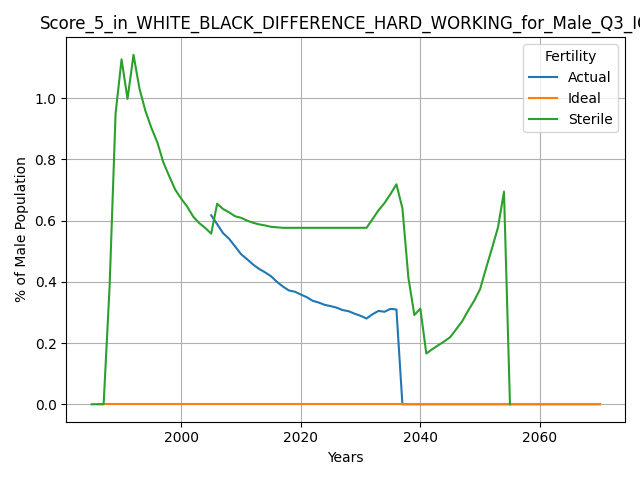 Score_5_in_WHITE_BLACK_DIFFERENCE_HARD_WORKING_for_Male_Q3_IQ
Fertility
Actual
Ideal
Sterile
% of Male Population
1.0
0.8
0.6
0.4
0.2
0.0
2000 2020 2040 2060
Years